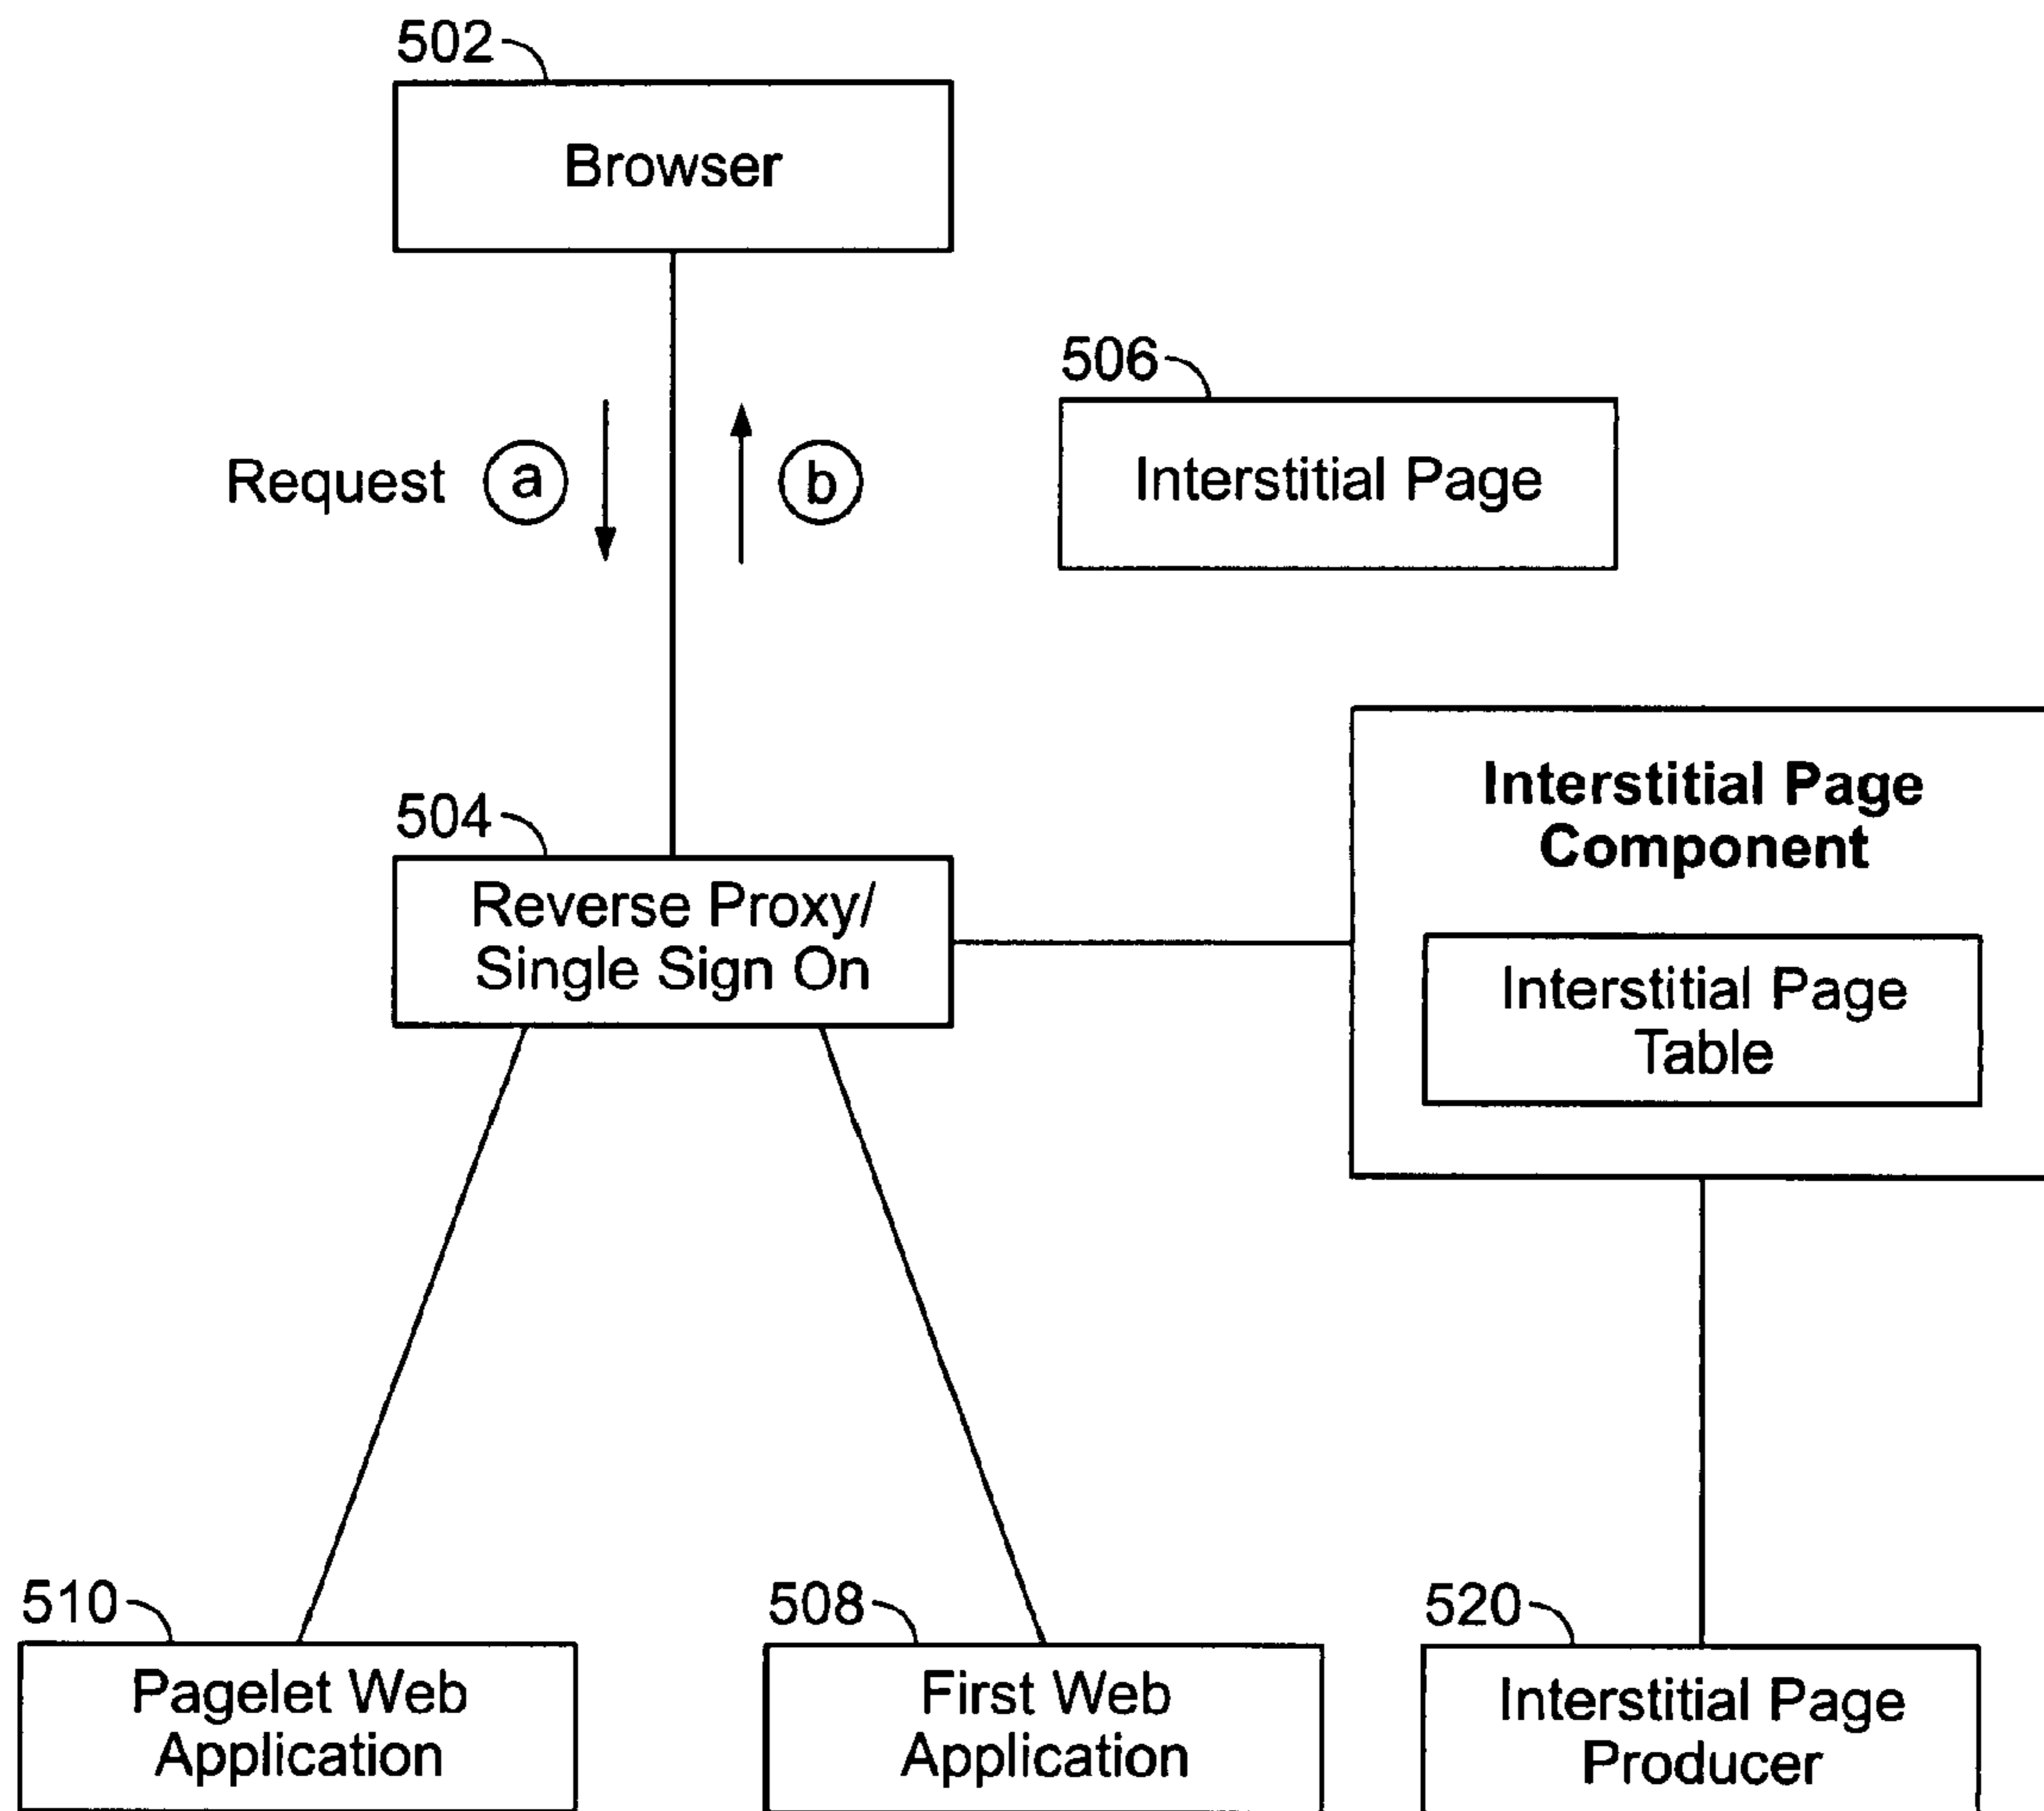 502
Browser
506
Interstitial Page
Request a
b
504
Reverse Proxy/
Single Sign On
Interstitial Page
Component
Interstitial Page
Table
510
Pagelet Web
Application
508
First Web
Application
520
Interstitial Page
Producer